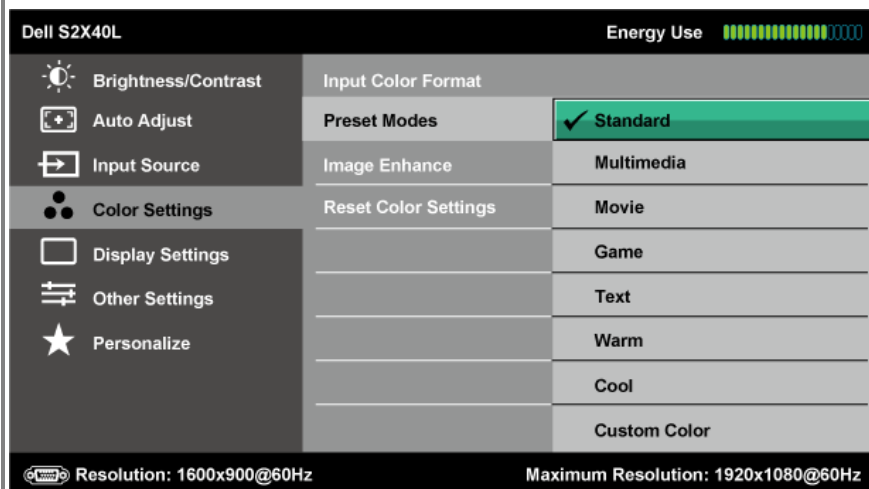 Dell S2X40L Energy Use
Brightness/Contrast Input Color Format
Auto Adjust Preset Modes Standard
Input Source Image Enhance Multimedia
Color Settings Reset Color Settings Movie
Display Settings Game
Other Settings Text
Personalize Warm
Cool
Custom Color
Resolution: 1600x900@60Hz Maximum Resolution: 1920x1080@60Hz